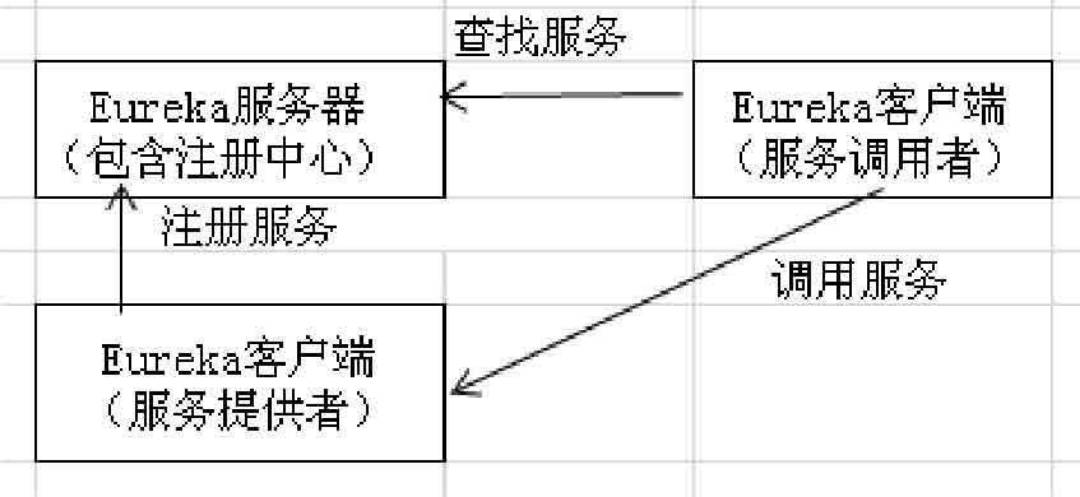 查找服务
Eureka服务器
（包含注册中心）
Eureka客户端
（服务调用者）
注册服务
调用服务
Eureka客户端
（服务提供者）